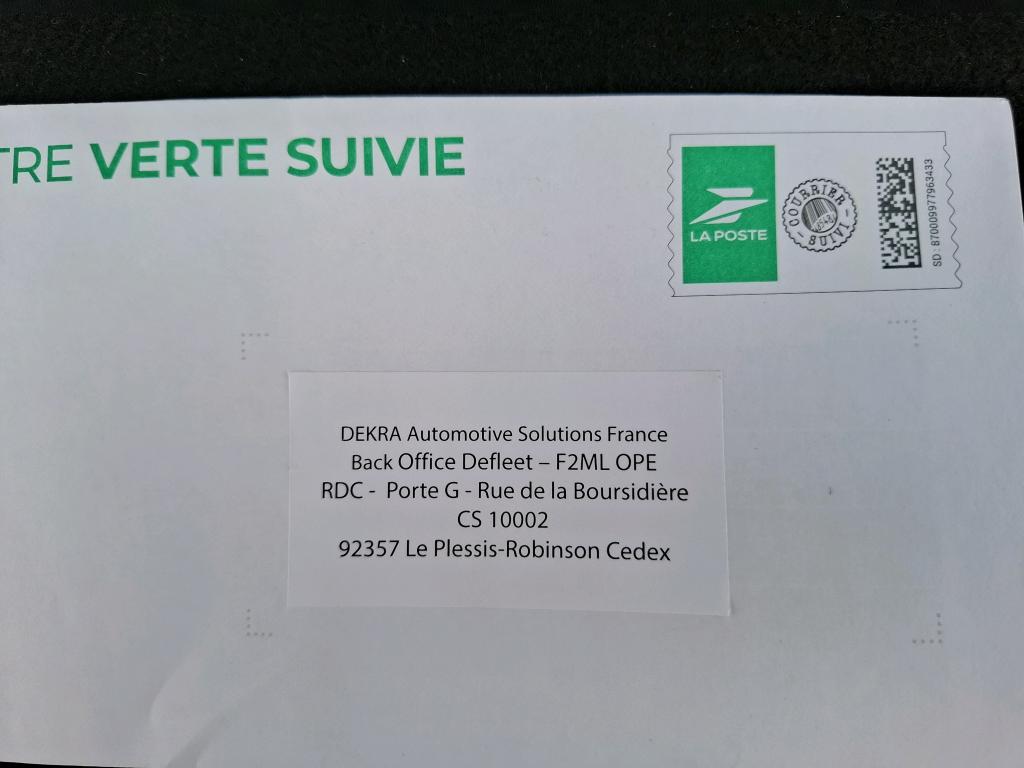 TRE VERTE SUIVIE
LA POSTE
COURRIER
SUIVI
SD : B700099977963433
DEKRA Automotive Solutions France
Back Office Defleet – F2ML OPE
RDC - Porte G - Rue de la Boursidière
CS 10002
92357 Le Plessis-Robinson Cedex